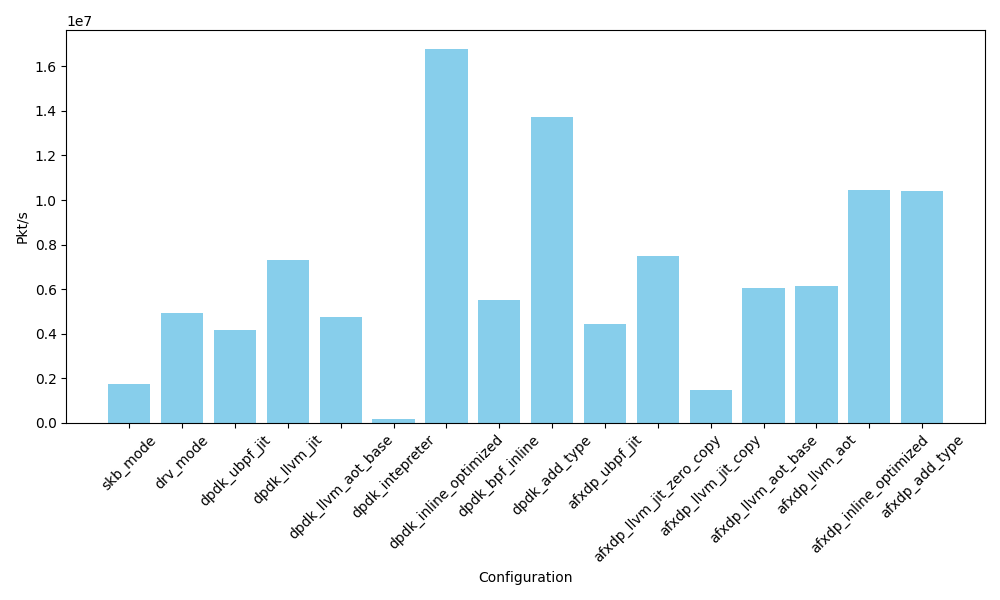 1e7
1.6
1.4
1.2
1.0
0.8
0.6
0.4
0.2
0.0
Pkt/s
skb_mode
drv_mode
dpdk_ubpf_jit
dpdk_llvm_jit
dpdk_llvm_aot_base
dpdk_intepreter
dpdk_inline_optimized
dpdk_bpf_inline
dpdk_add_type
afxdp_ubpf_jit
afxdp_llvm_jit_zero_copy
afxdp_llvm_jit_copy
afxdp_llvm_aot_base
afxdp_llvm_aot
afxdp_inline_optimized
afxdp_add_type
Configuration